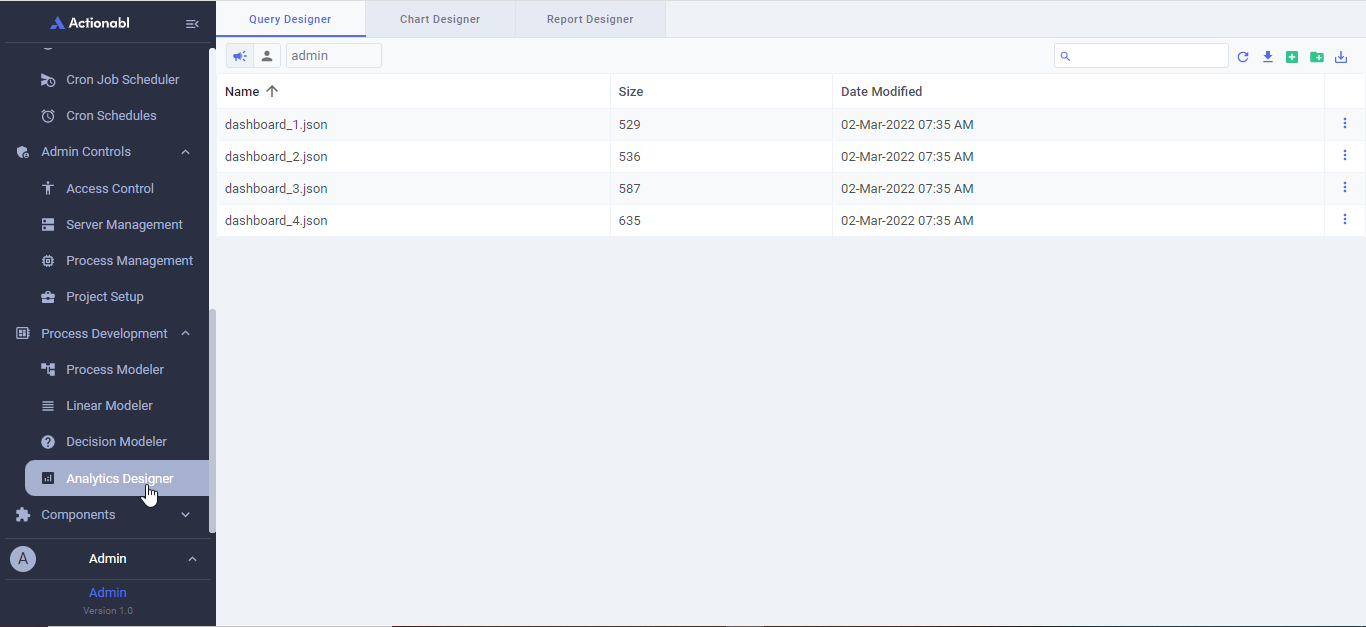 Actionabl
Cron Job Scheduler
Cron Schedules
Admin Controls
Access Control
Server Management
Process Management
Project Setup
Process Development
Process Modeler
Linear Modeler
Decision Modeler
Analytics Designer
Components
A Admin
Admin
Version 1.0
Query Designer Chart Designer Report Designer
admin
Name Size Date Modified
dashboard_1.json 529 02-Mar-2022 07:35 AM
dashboard_2.json 536 02-Mar-2022 07:35 AM
dashboard_3.json 587 02-Mar-2022 07:35 AM
dashboard_4.json 635 02-Mar-2022 07:35 AM